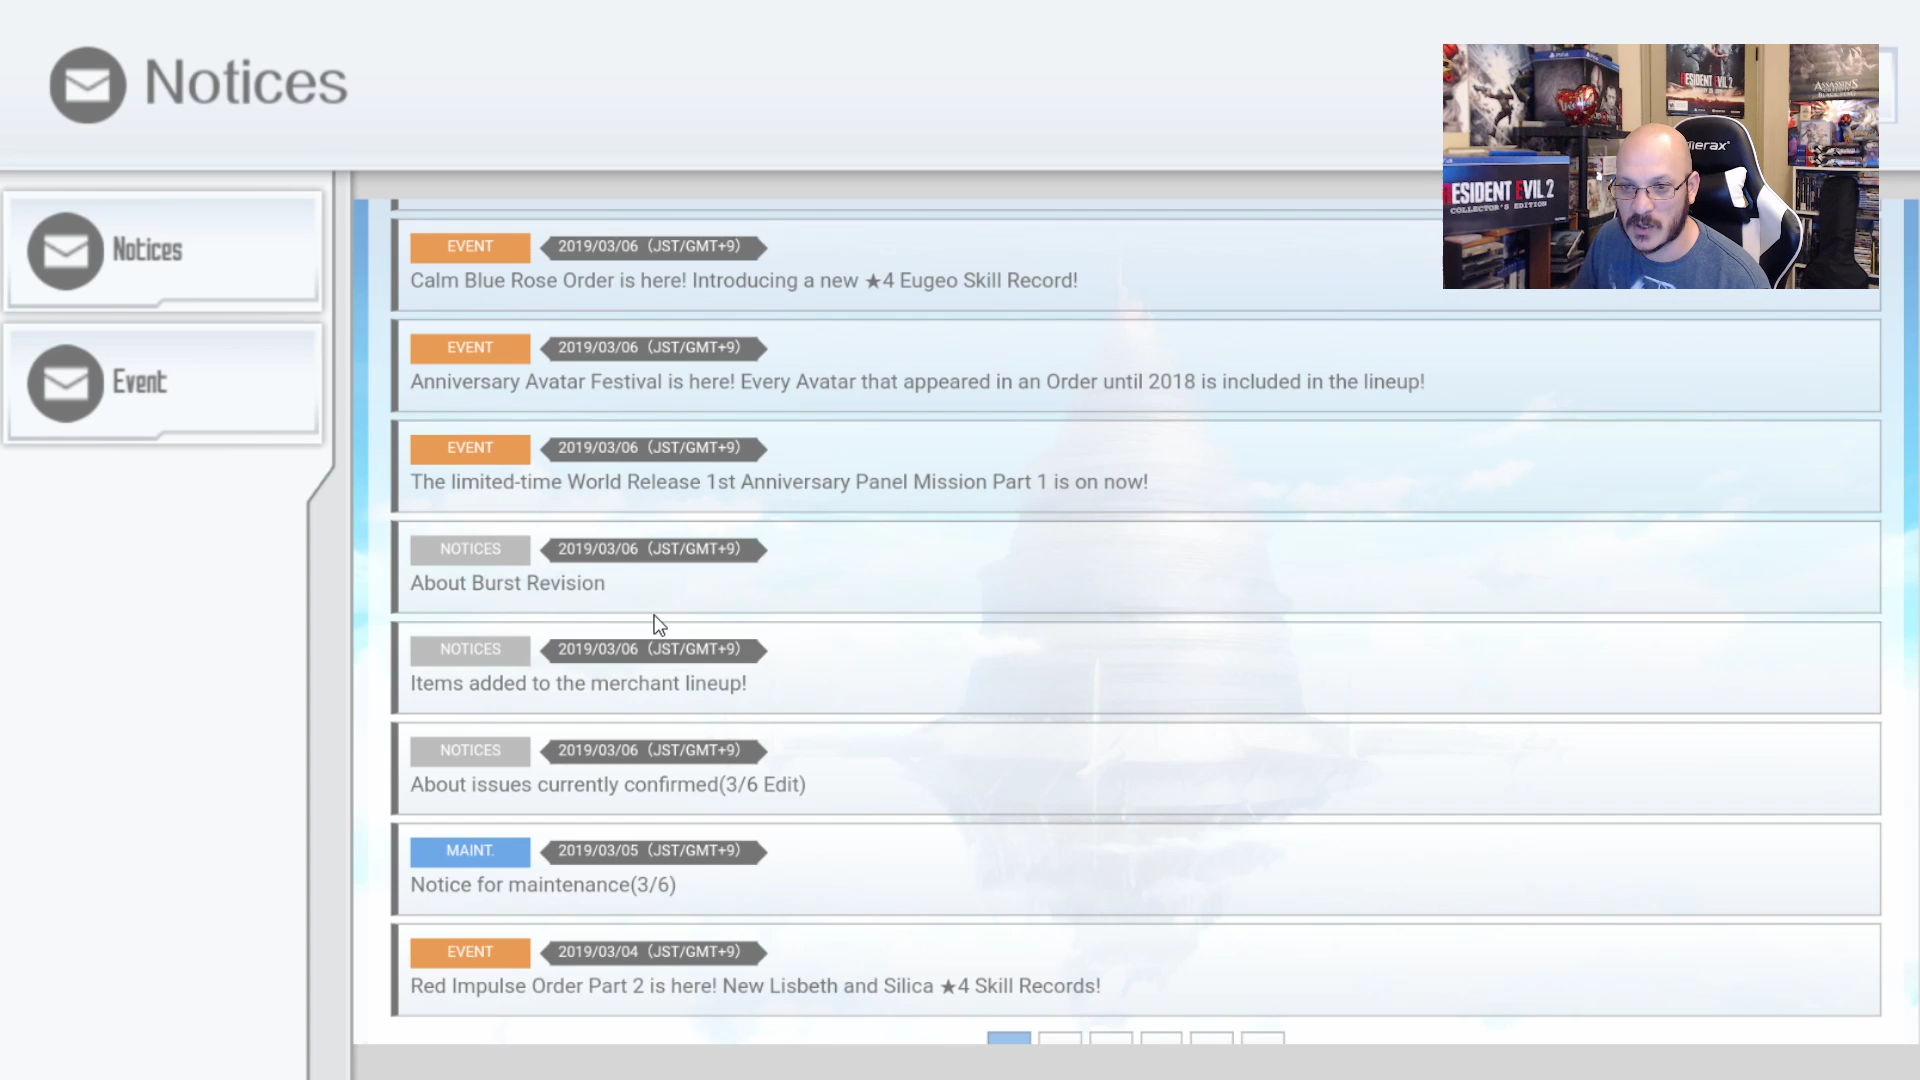 Notices
Notices
Event
EVENT 2019/03/06 (JST/GMT+9)
Calm Blue Rose Order is here! Introducing a new ★4 Eugeo Skill Record!
EVENT 2019/03/06 (JST/GMT+9)
Anniversary Avatar Festival is here! Every Avatar that appeared in an Order until 2018 is included in the lineup!
EVENT 2019/03/06 (JST/GMT+9)
The limited-time World Release 1st Anniversary Panel Mission Part 1 is on now!
NOTICES 2019/03/06 (JST/GMT+9)
About Burst Revision
NOTICES 2019/03/06 (JST/GMT+9)
Items added to the merchant lineup!
NOTICES 2019/03/06 (JST/GMT+9)
About issues currently confirmed(3/6 Edit)
MAINT. 2019/03/05 (JST/GMT+9)
Notice for maintenance(3/6)
EVENT 2019/03/04 (JST/GMT+9)
Red Impulse Order Part 2 is here! New Lisbeth and Silica ★4 Skill Records!
RESIDENT EVIL 2
ASSASSIN'S
erax
ESIDENT EVIL 2
COLLECTOR'S EDITION